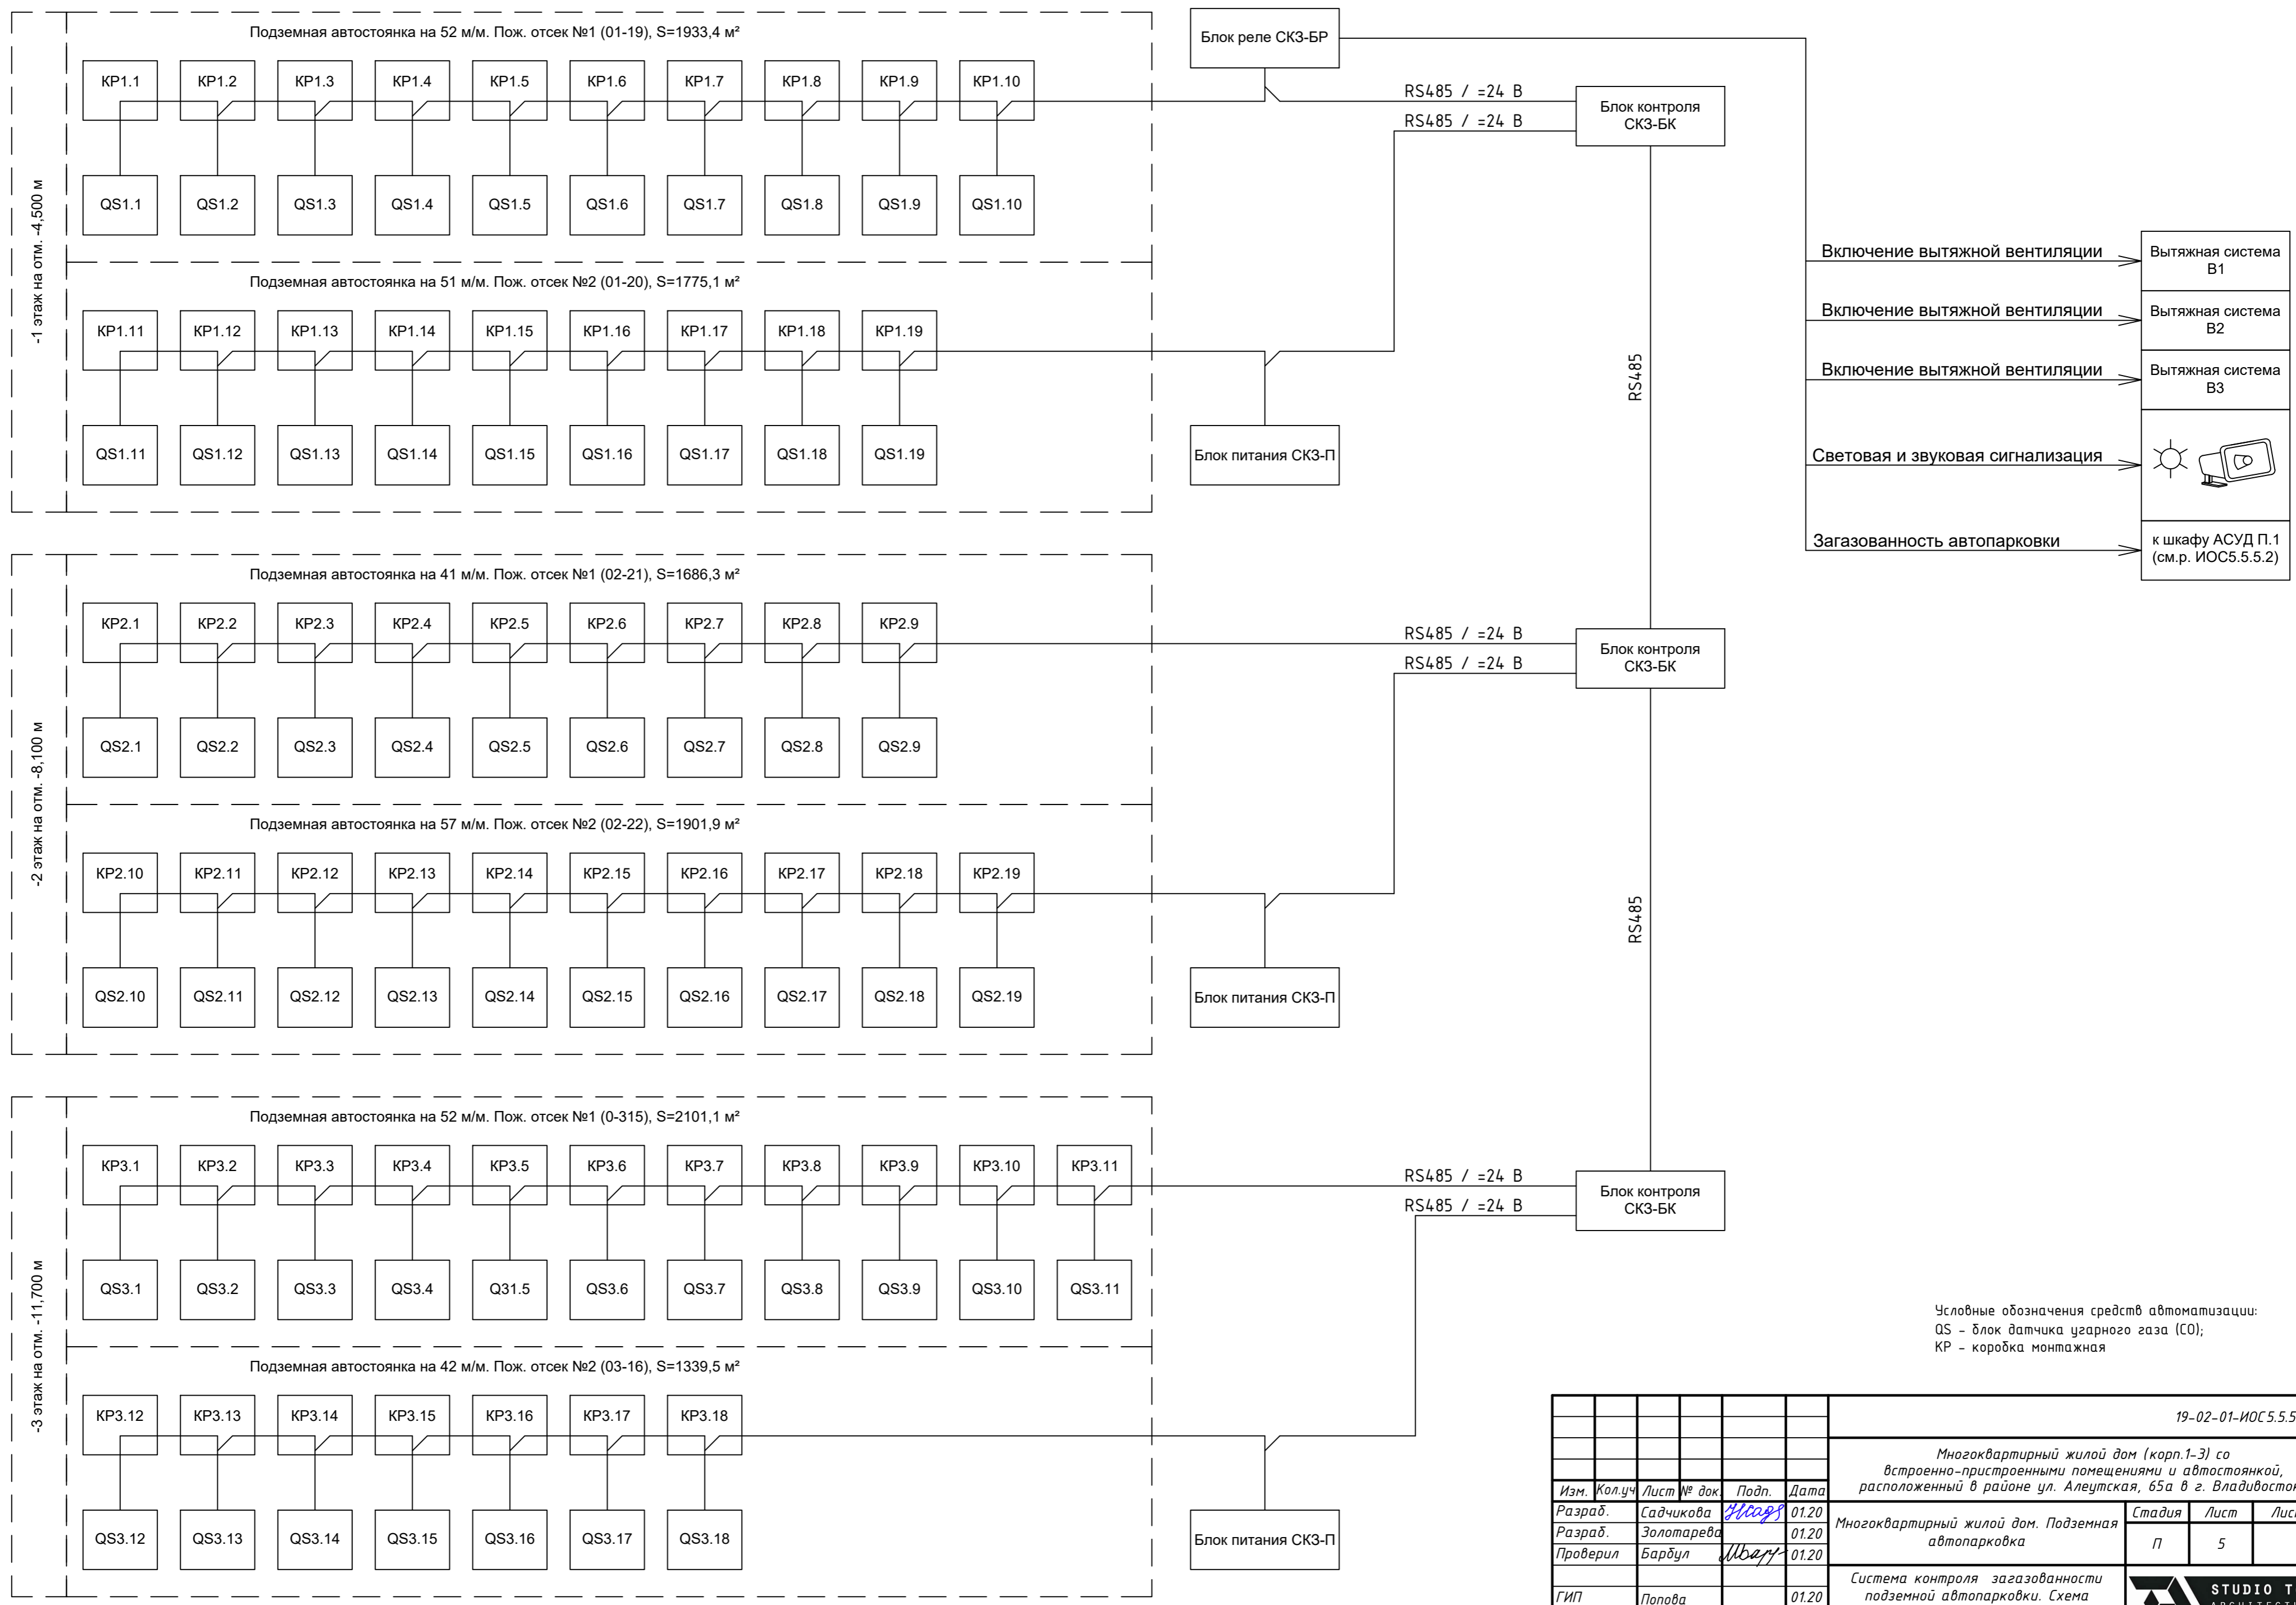 Подземная автостоянка на 52 м/м. Пож. отсек №1 (01-19), S=1933,4 м²
КР1.1 КР1.2 КР1.3 КР1.4 КР1.5 КР1.6 КР1.7 КР1.8 КР1.9 КР1.10
QS1.1 QS1.2 QS1.3 QS1.4 QS1.5 QS1.6 QS1.7 QS1.8 QS1.9 QS1.10
-1 этаж на отм. -4,500 м
Подземная автостоянка на 51 м/м. Пож. отсек №2 (01-20), S=1775,1 м²
КР1.11 КР1.12 КР1.13 КР1.14 КР1.15 КР1.16 КР1.17 КР1.18 КР1.19
QS1.11 QS1.12 QS1.13 QS1.14 QS1.15 QS1.16 QS1.17 QS1.18 QS1.19
Блок реле СКЗ-БР
RS485 / =24 В
RS485 / =24 В
Блок контроля
СКЗ-БК
Блок питания СКЗ-П
RS485
Включение вытяжной вентиляции
Вытяжная система
В1
Включение вытяжной вентиляции
Вытяжная система
В2
Включение вытяжной вентиляции
Вытяжная система
В3
Световая и звуковая сигнализация
Загазованность автопарковки
к шкафу АСУД П.1
(см.р. ИОС5.5.5.2)
Подземная автостоянка на 41 м/м. Пож. отсек №1 (02-21), S=1686,3 м²
КР2.1 КР2.2 КР2.3 КР2.4 КР2.5 КР2.6 КР2.7 КР2.8 КР2.9
QS2.1 QS2.2 QS2.3 QS2.4 QS2.5 QS2.6 QS2.7 QS2.8 QS2.9
-2 этаж на отм. -8,100 м
Подземная автостоянка на 57 м/м. Пож. отсек №2 (02-22), S=1901,9 м²
КР2.10 КР2.11 КР2.12 КР2.13 КР2.14 КР2.15 КР2.16 КР2.17 КР2.18 КР2.19
QS2.10 QS2.11 QS2.12 QS2.13 QS2.14 QS2.15 QS2.16 QS2.17 QS2.18 QS2.19
RS485 / =24 В
RS485 / =24 В
Блок контроля
СКЗ-БК
Блок питания СКЗ-П
RS485
Подземная автостоянка на 52 м/м. Пож. отсек №1 (0-315), S=2101,1 м²
КР3.1 КР3.2 КР3.3 КР3.4 КР3.5 КР3.6 КР3.7 КР3.8 КР3.9 КР3.10 КР3.11
QS3.1 QS3.2 QS3.3 QS3.4 Q31.5 QS3.6 QS3.7 QS3.8 QS3.9 QS3.10 QS3.11
-3 этаж на отм. -11,700 м
Подземная автостоянка на 42 м/м. Пож. отсек №2 (03-16), S=1339,5 м²
КР3.12 КР3.13 КР3.14 КР3.15 КР3.16 КР3.17 КР3.18
QS3.12 QS3.13 QS3.14 QS3.15 QS3.16 QS3.17 QS3.18
RS485 / =24 В
RS485 / =24 В
Блок контроля
СКЗ-БК
Блок питания СКЗ-П
Условные обозначения средств автоматизации:
QS - блок датчика угарного газа (СО);
КР - коробка монтажная
19-02-01-ИОС5.5.5
Многоквартирный жилой дом (корп.1-3) со
встроенно-пристроенными помещениями и автостоянкой,
расположенный в районе ул. Алеутская, 65а в г. Владивосток
Изм. Кол.уч Лист № док. Подп. Дата
Разраб. Садчикова 01.20
Разраб. Золотарева 01.20
Проверил Барбул 01.20
ГИП Попова 01.20
Многоквартирный жилой дом. Подземная
автопарковка
Стадия Лист
П 5
Система контроля загазованности
подземной автопарковки. Схема
STUDIO